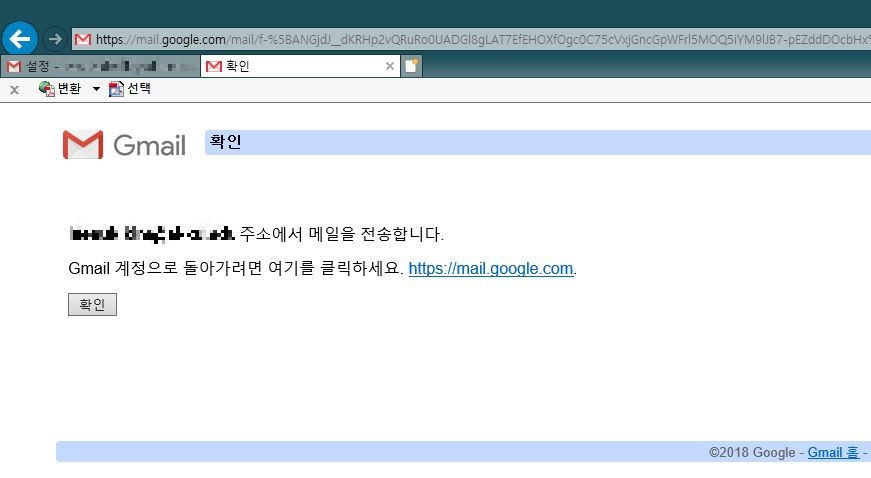 https://mail.google.com/mail/f-%5BANGjdJ__dKRHp2vQRuRo0UADGl8gLAT7EfEHOXfOgc0C75cVxjGncGpWFrl5MOQ5iYM9lJB7-pEZddDOcbHx%
설정 -
확인
x 변환 선택
Gmail 확인
주소에서 메일을 전송합니다.
Gmail 계정으로 돌아가려면 여기를 클릭하세요. https://mail.google.com.
확인
©2018 Google - Gmail 홈 -